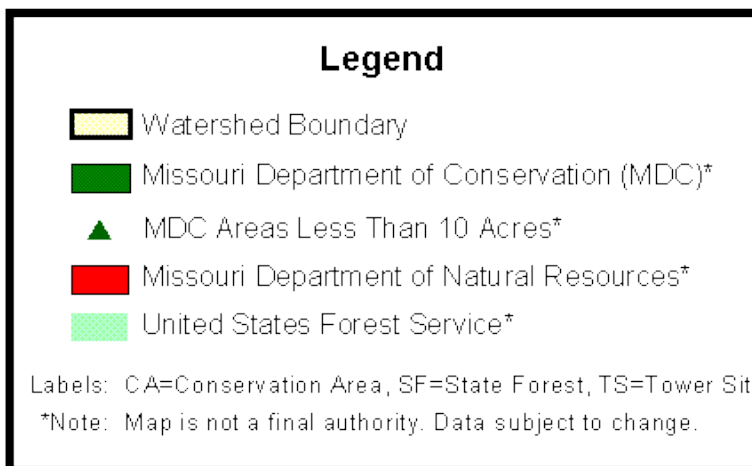 Legend
Watershed Boundary
Missouri Department of Conservation (MDC)*
MDC Areas Less Than 10 Acres*
Missouri Department of Natural Resources*
United States Forest Service*
Labels: CA=Conservation Area, SF=State Forest, TS=Tower Sit
*Note: Map is not a final authority. Data subject to change.